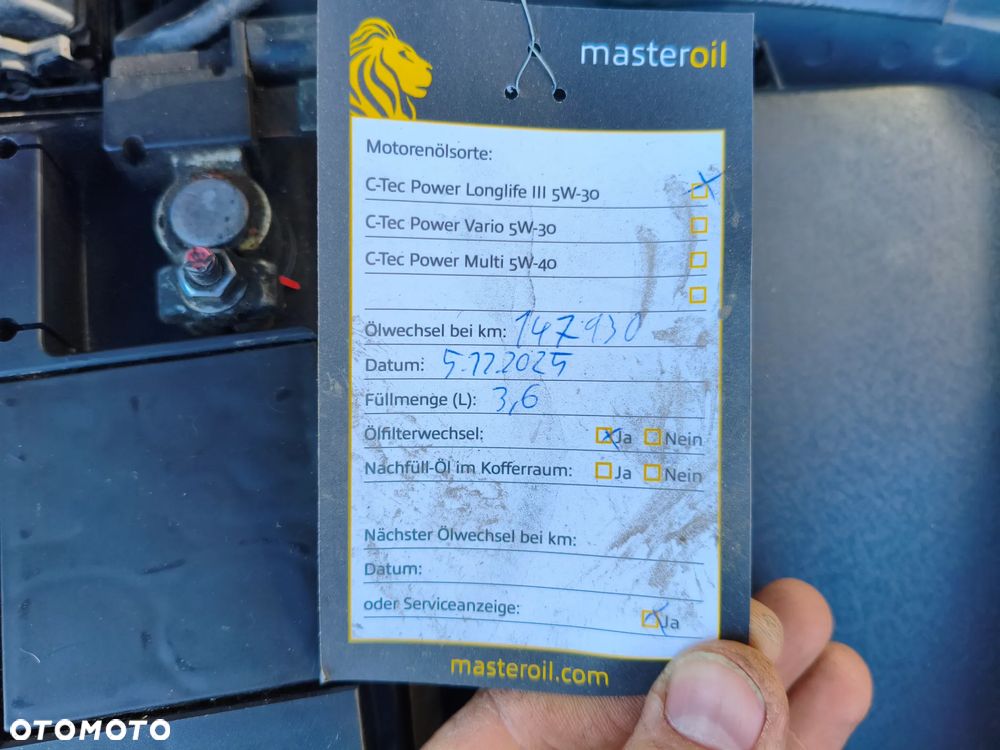 masteroil
Motorenölsorte:
C-Tec Power Longlife III 5W-30
C-Tec Power Vario 5W-30
C-Tec Power Multi 5W-40
Ölwechsel bei km: 147930
Datum: 5.12.2025
Füllmenge (L): 3,6
Ölfilterwechsel: Ja Nein
Nachfüll-Öl im Kofferraum: Ja Nein
Nächster Ölwechsel bei km:
Datum:
oder Serviceanzeige: Ja
masteroil.com
OTOMOTO